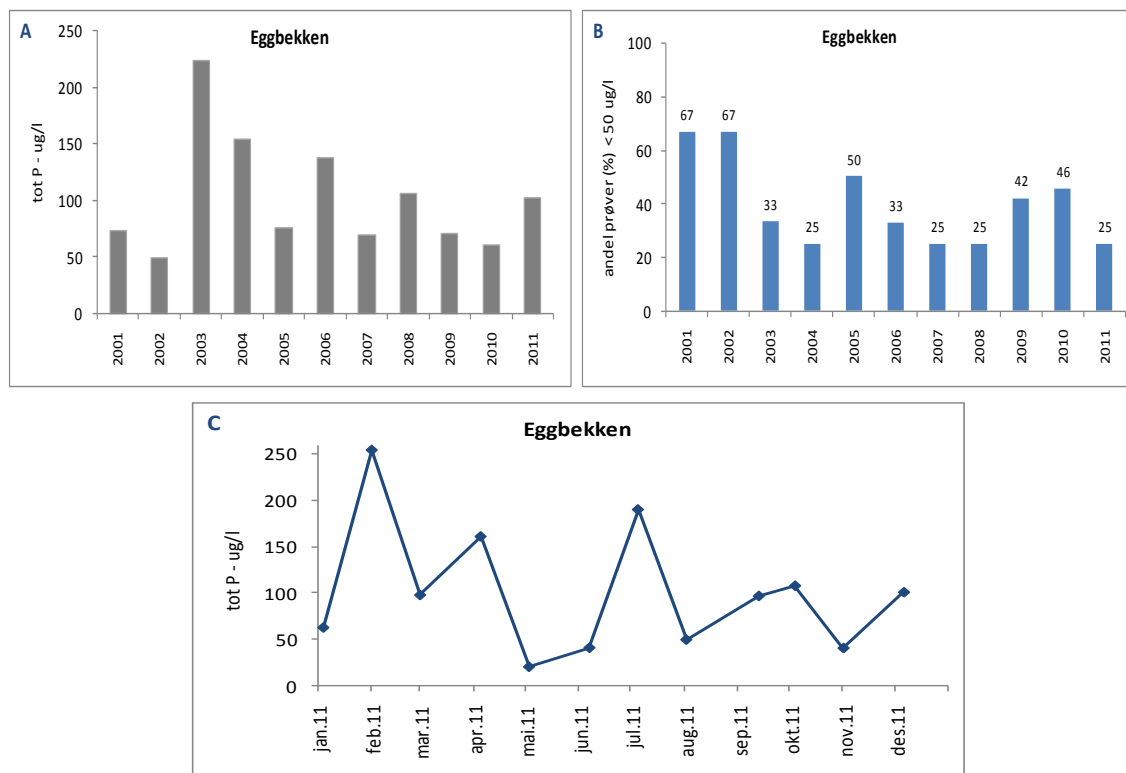 A
Eggbekken
tot P - ug/l
250
200
150
100
50
0
2001
2002
2003
2004
2005
2006
2007
2008
2009
2010
2011
B
Eggbekken
andel prøver (%) <50 ug/l
100
80
60
40
20
0
67
67
33
25
50
33
25
25
42
46
25
2001
2002
2003
2004
2005
2006
2007
2008
2009
2010
2011
C
Eggbekken
tot P - ug/l
250
200
150
100
50
0
jan.11
feb.11
mar.11
apr.11
mai.11
jun.11
jul.11
aug.11
sep.11
okt.11
nov.11
des.11